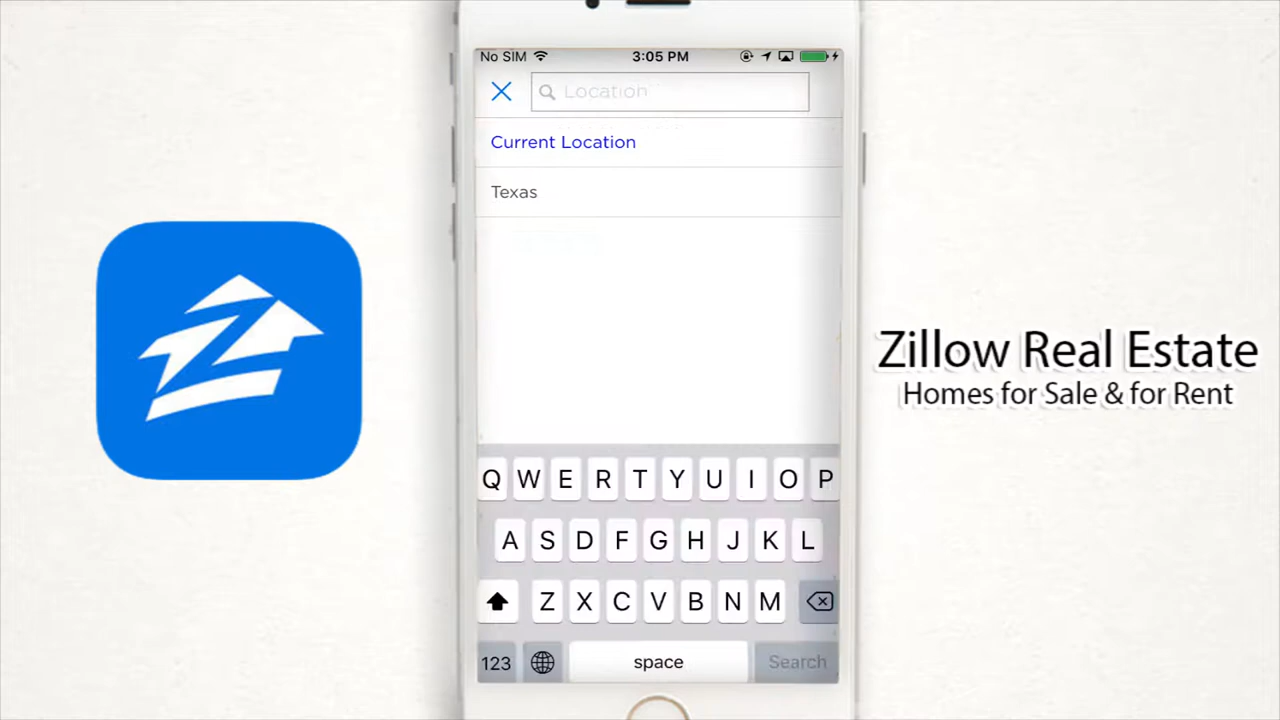 No SIM 3:05 PM
Location
Current Location
Texas
Q W E R T Y U I O P
A S D F G H J K L
Z X C V B N M
123 space Search
Zillow Real Estate
Homes for Sale & for Rent